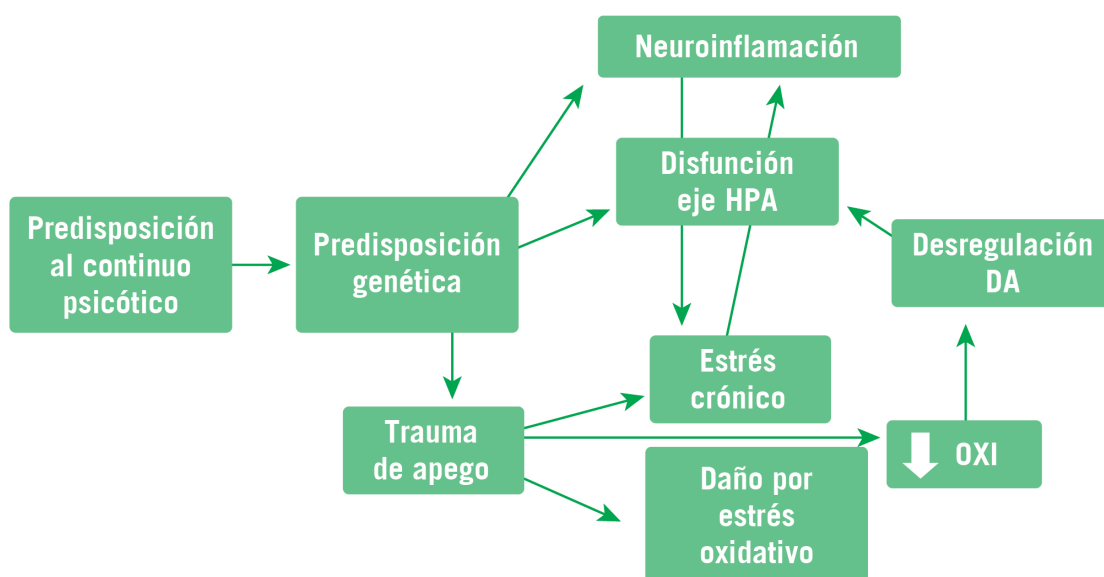 Neuroinflamación
Disfunción
eje HPA
Predisposición
al continuo
psicótico
Predisposición
genética
Desregulación
DA
Estrés
crónico
Trauma
de apego
OXI
Daño por
estrés
oxidativo